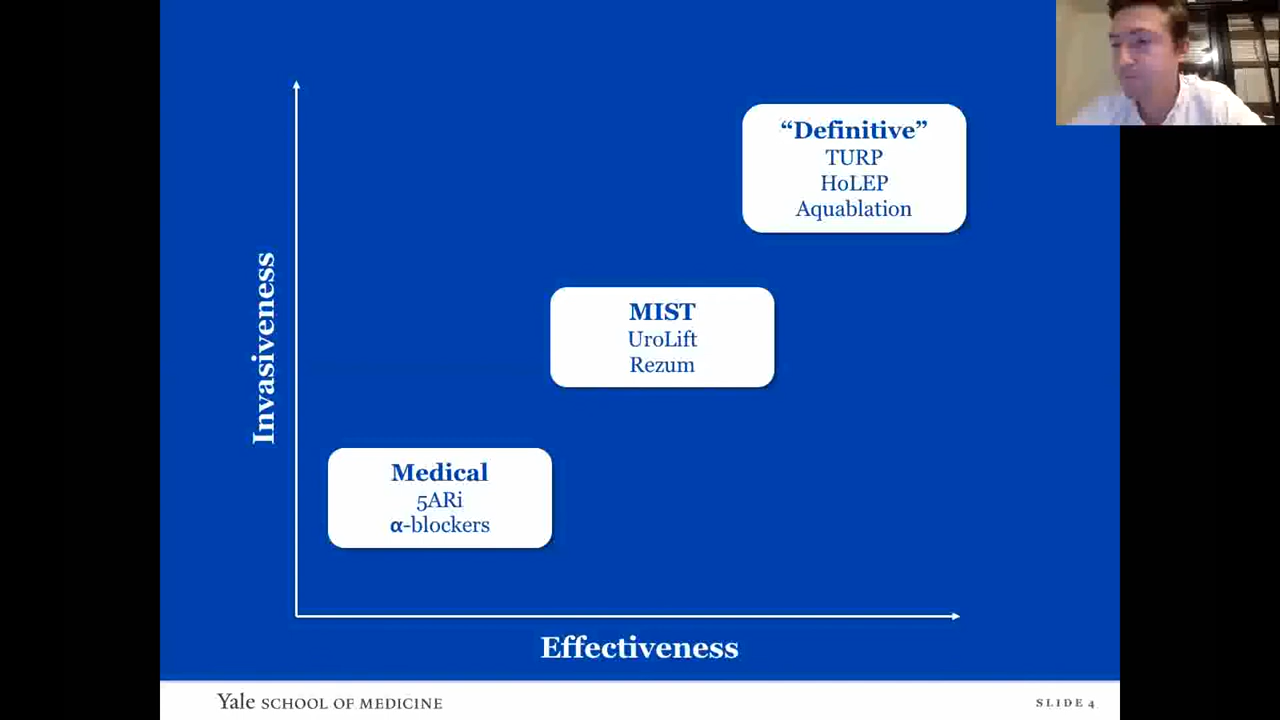 “Definitive”
TURP
HoLEP
Aquablation
MIST
UroLift
Rezum
Medical
5ARi
α-blockers
Invasiveness
Effectiveness
Yale SCHOOL OF MEDICINE
SLIDE 4